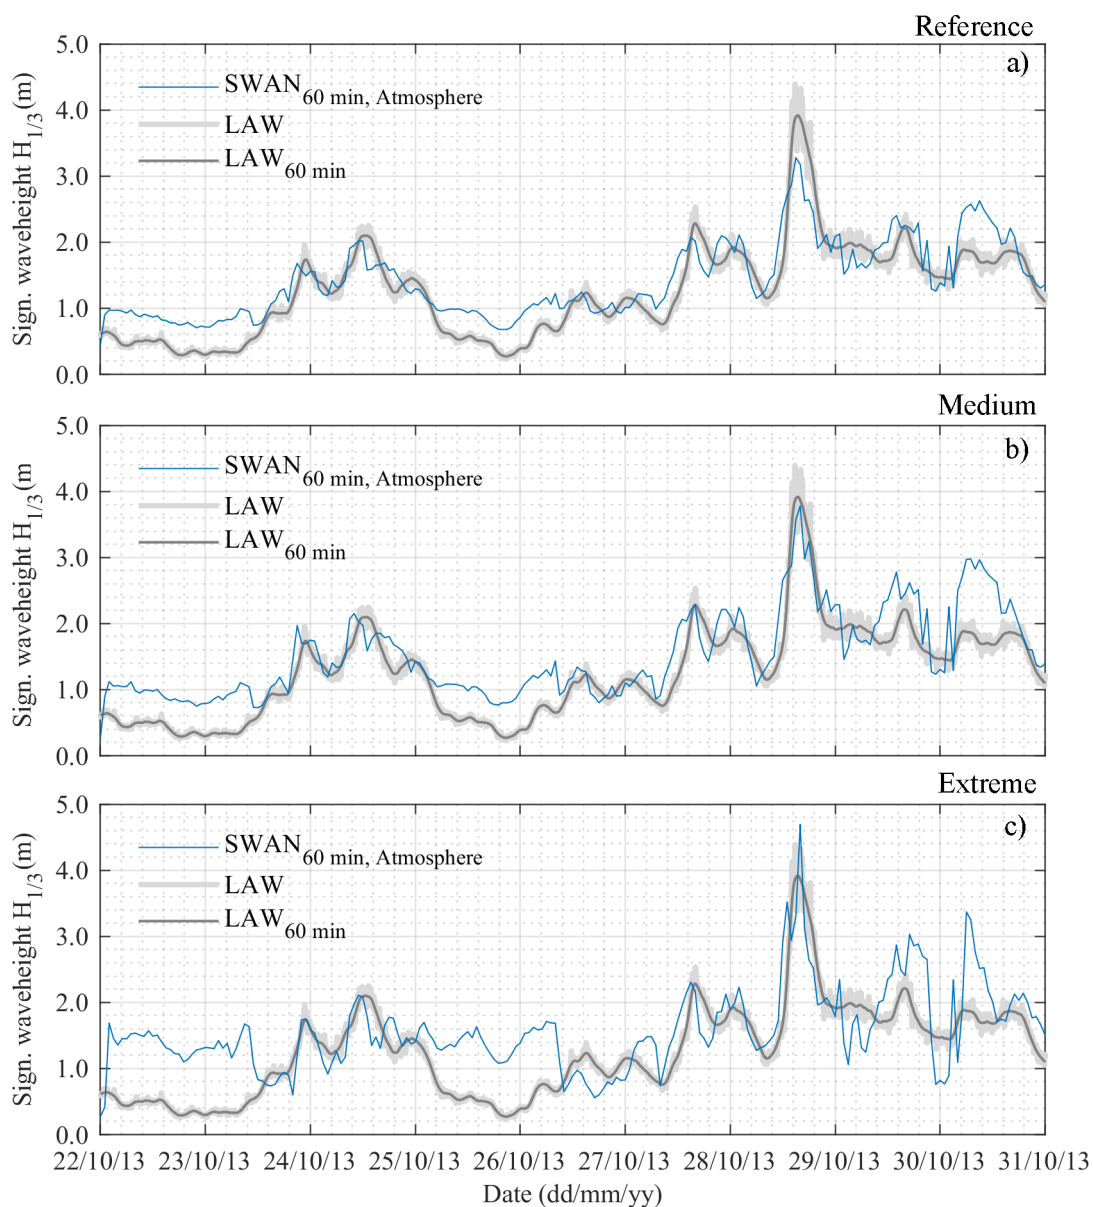 Reference
a)
5.0
4.0
3.0
2.0
1.0
0.0
Sign. waveheight H1/3(m)
SWAN60 min, Atmosphere
LAW
LAW60 min
Medium
b)
5.0
4.0
3.0
2.0
1.0
0.0
Sign. waveheight H1/3(m
SWAN60 min, Atmosphere
LAW
LAW60 min
Extreme
c)
5.0
4.0
3.0
2.0
1.0
0.0
Sign. waveheight H1/3(m)
SWAN60 min, Atmosphere
LAW
LAW60 min
22/10/13 23/10/13 24/10/13 25/10/13 26/10/13 27/10/13 28/10/13 29/10/13 30/10/13 31/10/13
Date (dd/mm/yy)